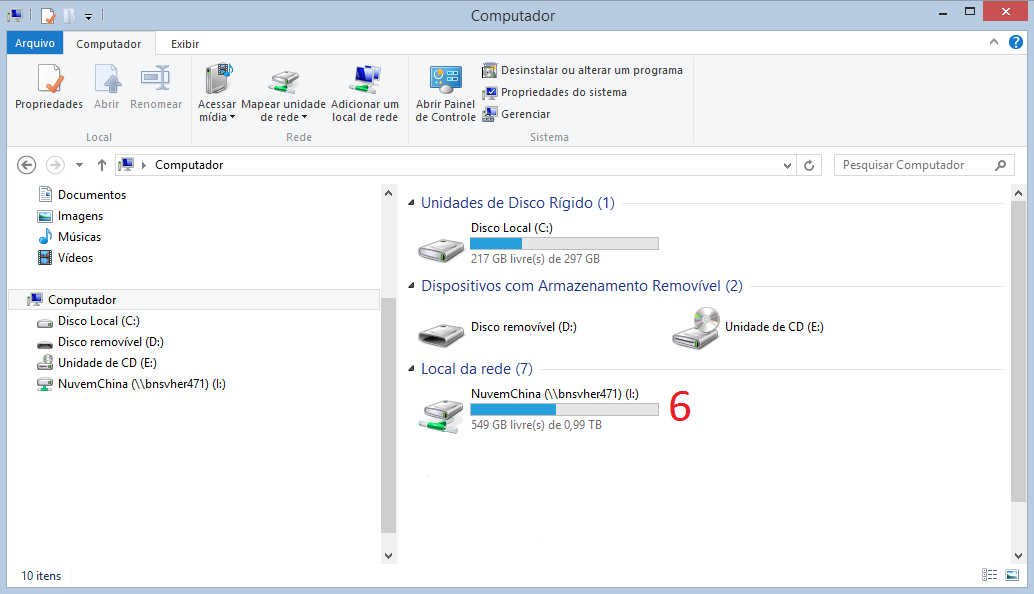 Computador
Arquivo Computador Exibir
Propriedades Abrir Renomear
Local
Acessar mídia Mapear unidade de rede Adicionar um local de rede
Rede
Abrir Painel de Controle
Desinstalar ou alterar um programa
Propriedades do sistema
Gerenciar
Sistema
Computador
Pesquisar Computador
Documentos
Imagens
Músicas
Vídeos
Computador
Disco Local (C:)
Disco removível (D:)
Unidade de CD (E:)
NuvemChina (\\bnsvher471) (I:)
Unidades de Disco Rígido (1)
Disco Local (C:)
217 GB livre(s) de 297 GB
Dispositivos com Armazenamento Removível (2)
Disco removível (D:)
Unidade de CD (E:)
Local da rede (7)
NuvemChina (\\bnsvher471) (I:)
6
549 GB livre(s) de 0,99 TB
10 itens